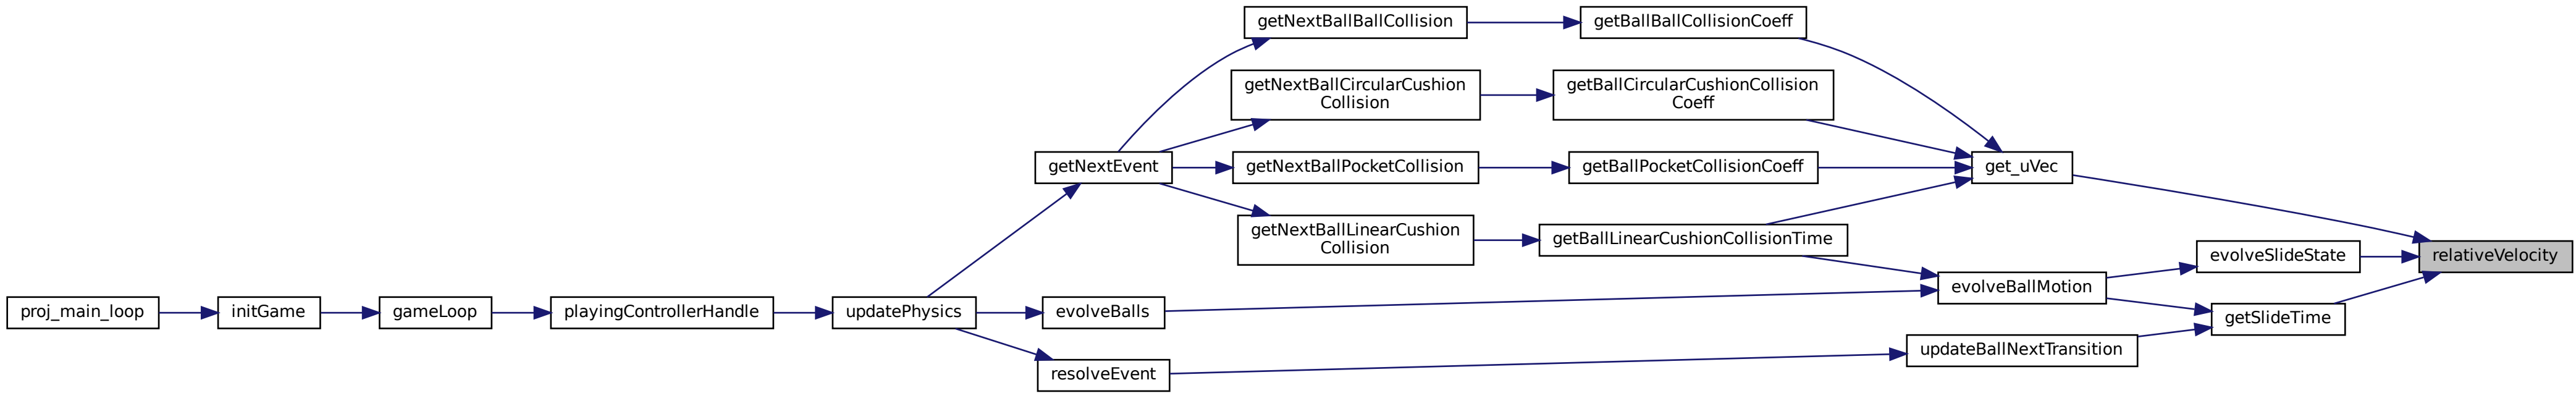 getNextBallBallCollision
getBallBallCollisionCoeff
getNextBallCircularCushion
Collision
getBallCircularCushionCollision
Coeff
getNextEvent
getNextBallPocketCollision
getBallPocketCollisionCoeff
get_uVec
getNextBallLinearCushion
Collision
getBallLinearCushionCollisionTime
evolveSlideState
relativeVelocity
evolveBallMotion
proj_main_loop
initGame
gameLoop
playingControllerHandle
updatePhysics
evolveBalls
getSlideTime
updateBallNextTransition
resolveEvent